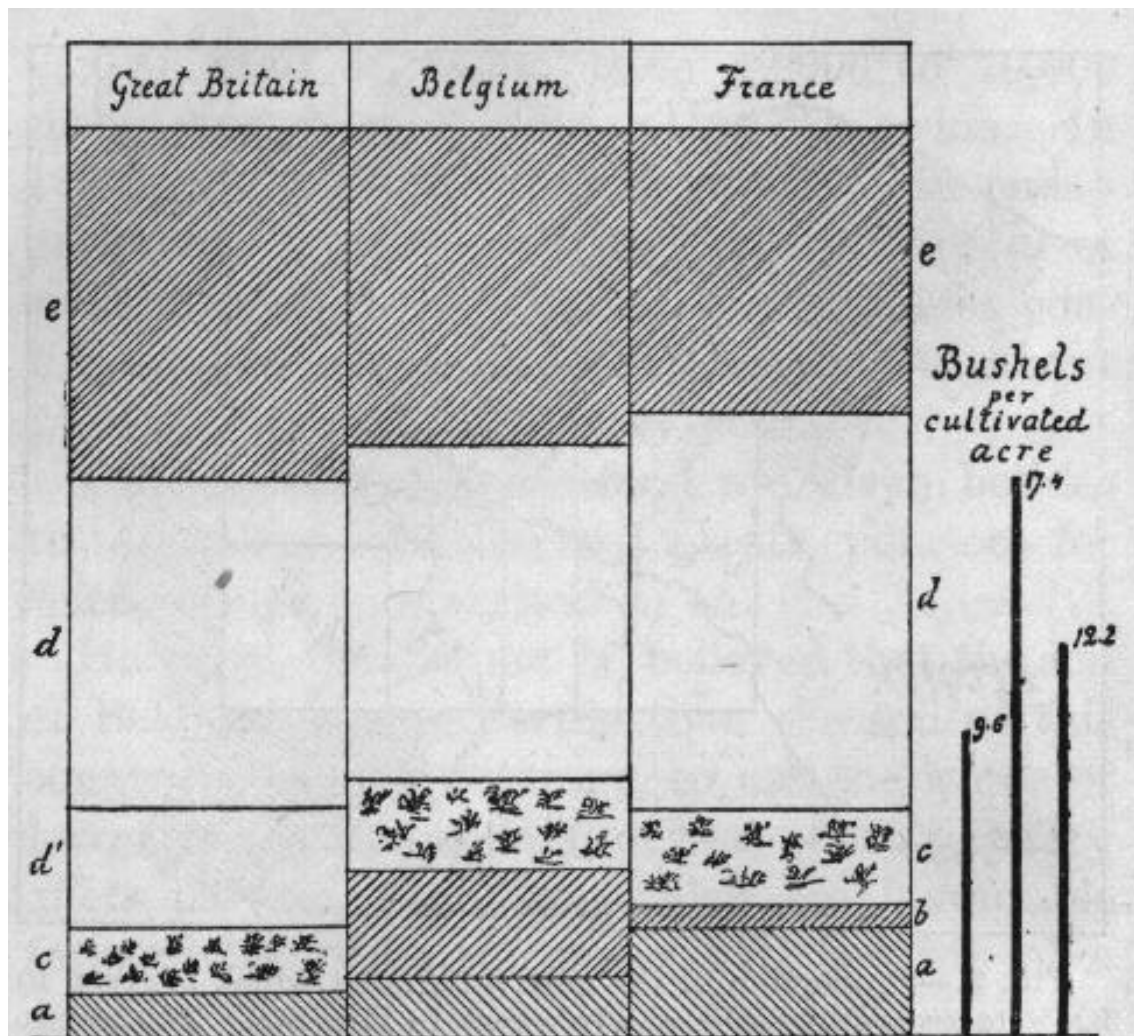 Great Britain
Belgium
France
e
e
Bushels
per
cultivated
acre
17.4
d
d
12.2
9.6
d'
c
b
c
a
a